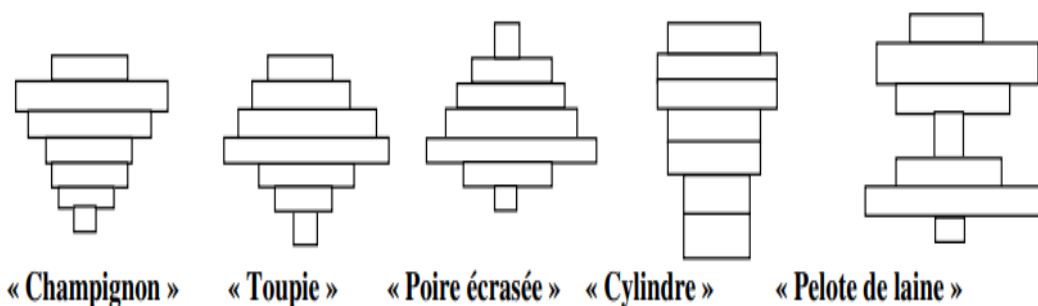 « Champignon » « Toupie » « Poire écrasée » « Cylindre » « Pelote de laine »